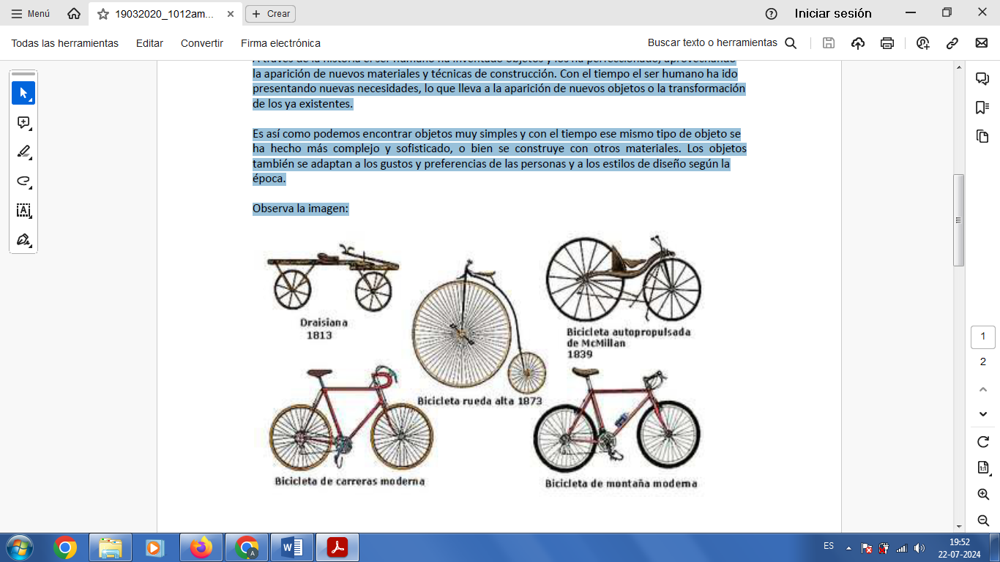 Menú
19032020_1012am...
Crear
Iniciar sesión
Todas las herramientas
Editar
Convertir
Firma electrónica
Buscar texto o herramientas
A través de la historia el ser humano ha inventado objetos y los ha perfeccionado, aprovechando
la aparición de nuevos materiales y técnicas de construcción. Con el tiempo el ser humano ha ido
presentando nuevas necesidades, lo que lleva a la aparición de nuevos objetos o la transformación
de los ya existentes.
Es así como podemos encontrar objetos muy simples y con el tiempo ese mismo tipo de objeto se
ha hecho más complejo y sofisticado, o bien se construye con otros materiales. Los objetos
también se adaptan a los gustos y preferencias de las personas y a los estilos de diseño según la
época.
Observa la imagen:
Draisiana
1813
Bicicleta autopropulsada
de McMillan
1839
Bicicleta rueda alta 1873
Bicicleta de carreras moderna
Bicicleta de montaña moderna
1
2
1:1
A
W
ES
19:52
22-07-2024